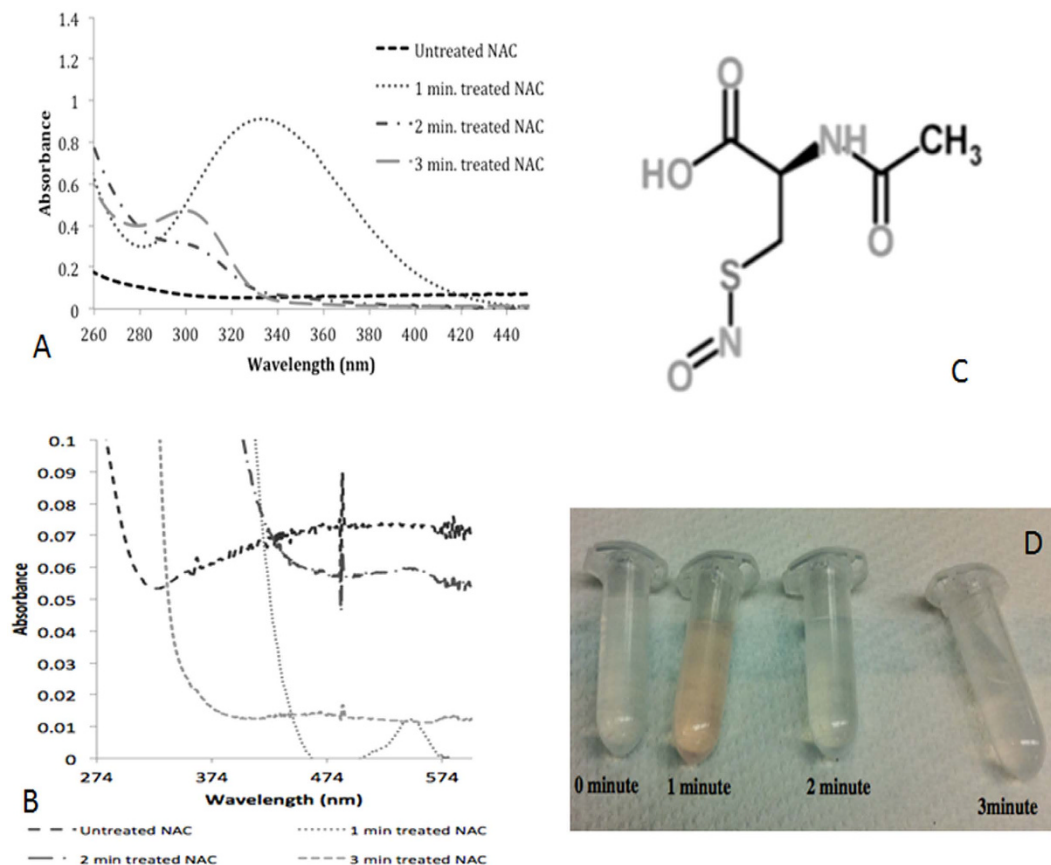 1.4
1.2
1
0.8
0.6
0.4
0.2
0
Absorbance
260 280 300 320 340 360 380 400 420 440
Wavelength (nm)
Untreated NAC
1 min. treated NAC
2 min. treated NAC
3 min. treated NAC
A
O
HO
NH
CH3
O
S
N
O
C
0.1
0.09
0.08
0.07
0.06
0.05
0.04
0.03
0.02
0.01
0
Absorbance
274 374 474 574
Wavelength (nm)
B
Untreated NAC 1 min treated NAC
2 min treated NAC 3 min treated NAC
D
0 minute 1 minute 2 minute 3minute